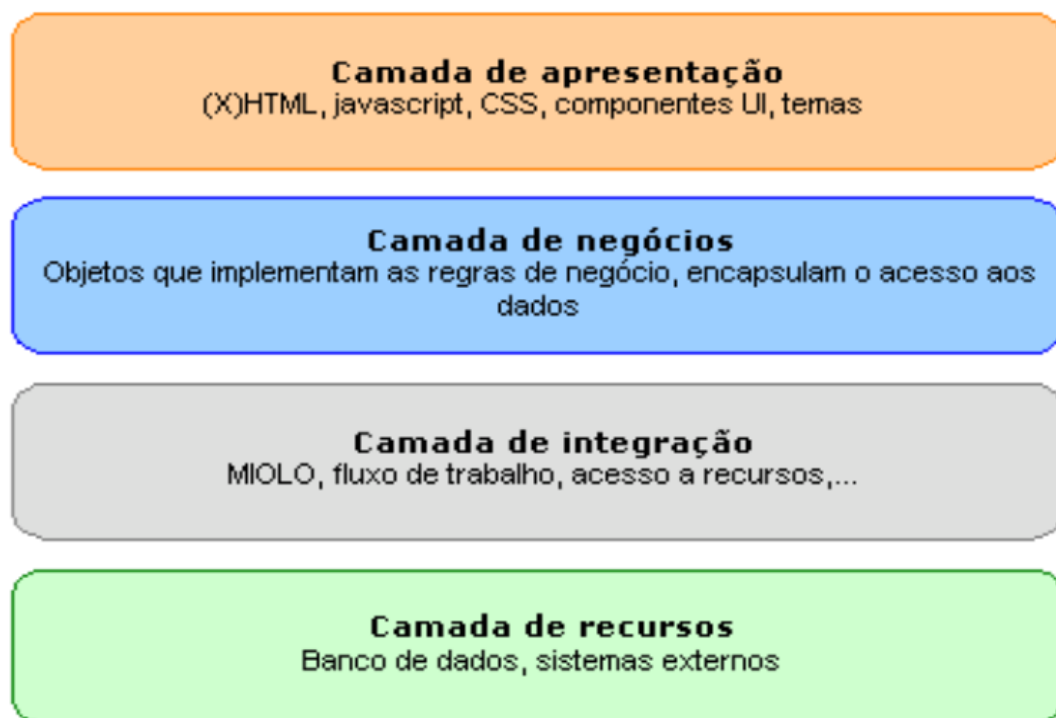 Camada de apresentação
(X)HTML, javascript, CSS, componentes UI, temas
Camada de negócios
Objetos que implementam as regras de negócio, encapsulam o acesso aos
dados
Camada de integração
MIOLO, fluxo de trabalho, acesso a recursos,...
Camada de recursos
Banco de dados, sistemas externos